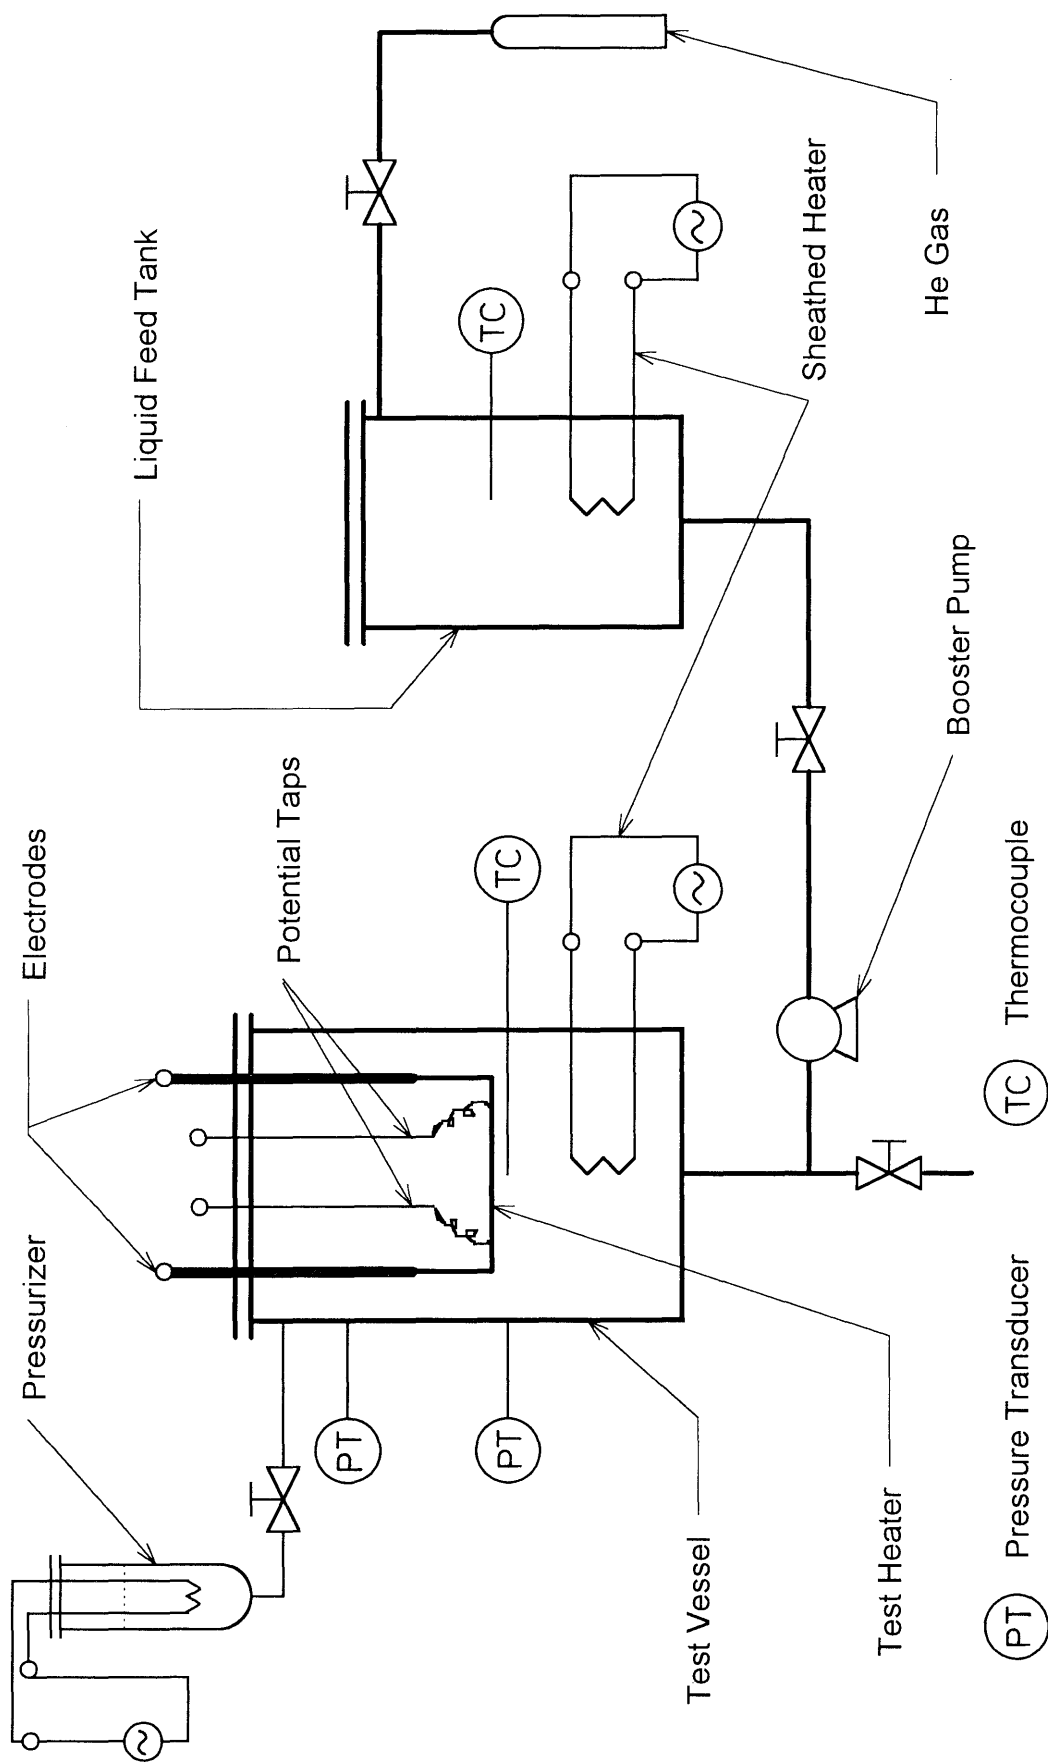 Pressurizer
Electrodes
Potential Taps
Liquid Feed Tank
PT
PT
TC
TC
Test Vessel
Test Heater
Sheathed Heater
He Gas
Booster Pump
PT Pressure Transducer
TC Thermocouple